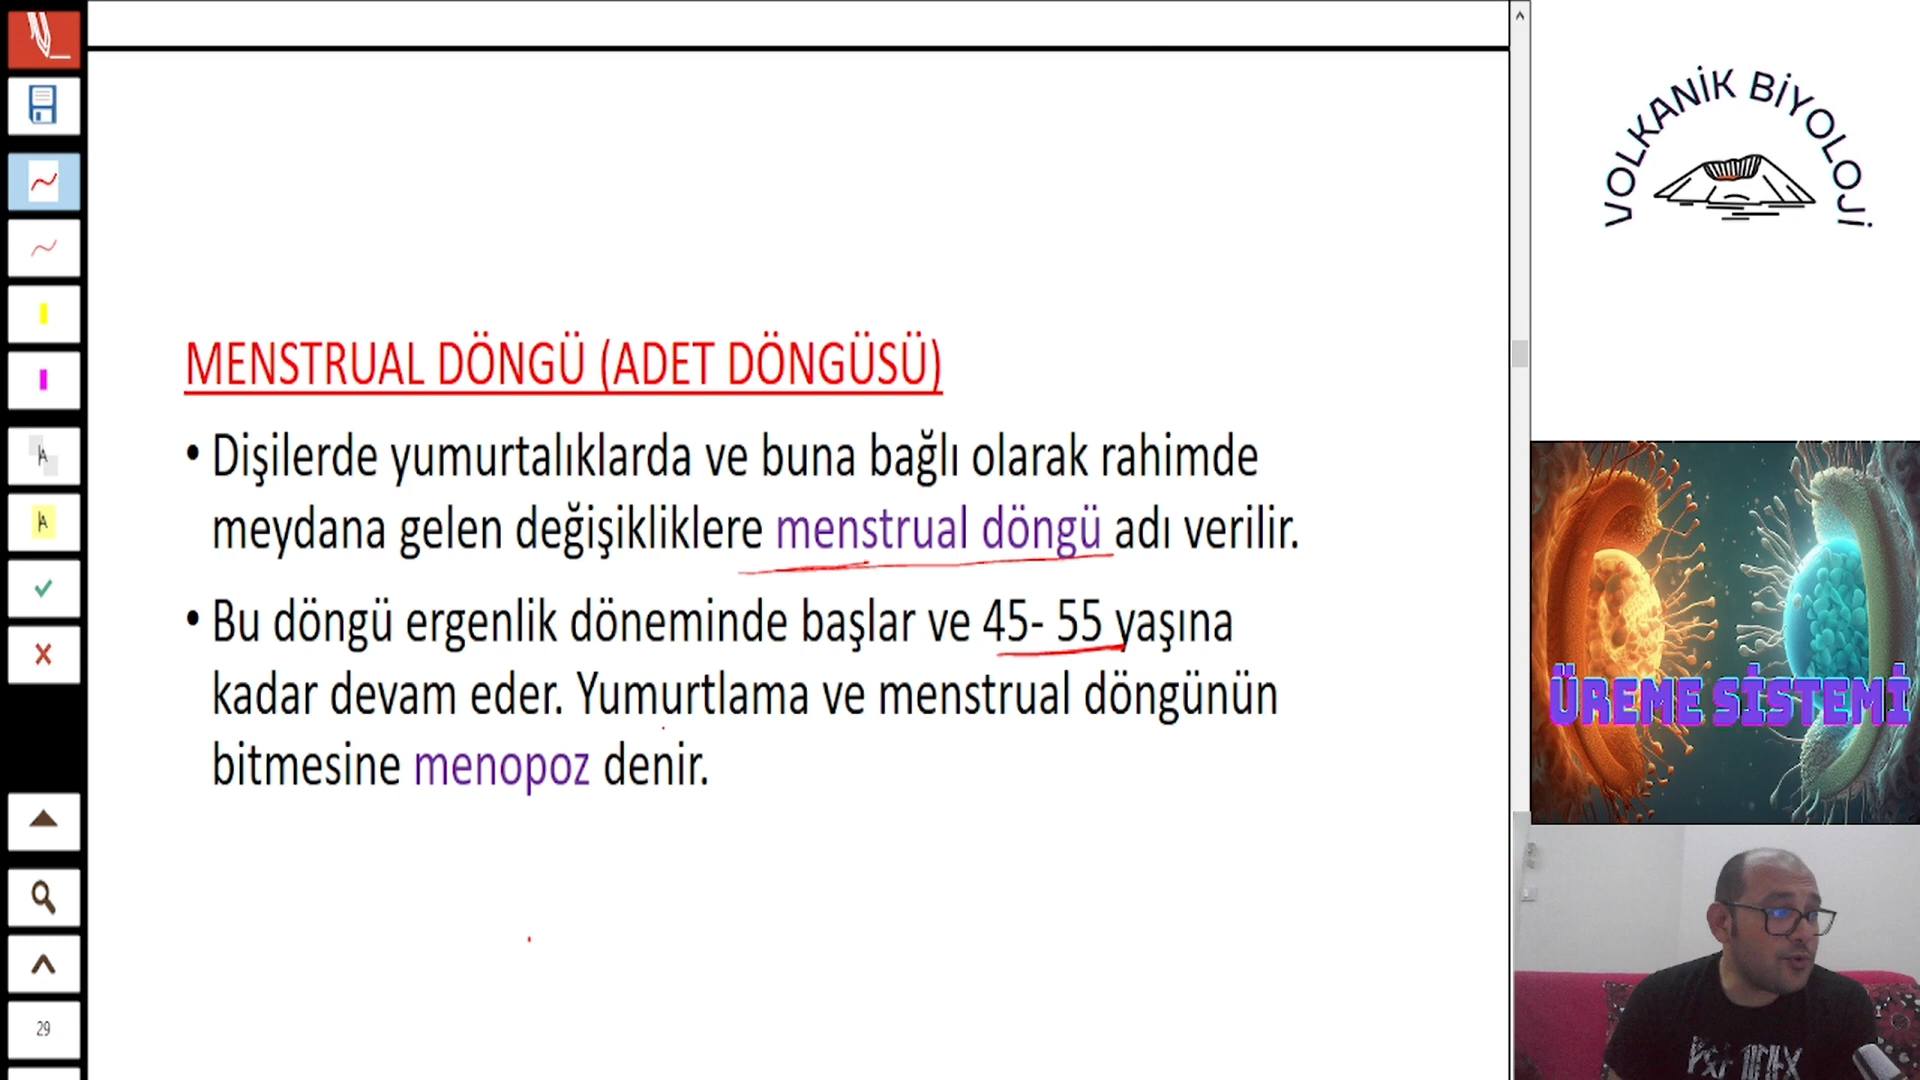 VOLKANİK BİYOLOJİ
MENSTRUAL DÖNGÜ (ADET DÖNGÜSÜ)
• Dişilerde yumurtalıklarda ve buna bağlı olarak rahimde
meydana gelen değişikliklere menstrual döngü adı verilir.
• Bu döngü ergenlik döneminde başlar ve 45- 55 yaşına
kadar devam eder. Yumurtlama ve menstrual döngünün
bitmesine menopoz denir.
ÜREME SİSTEMİ
A
A
29